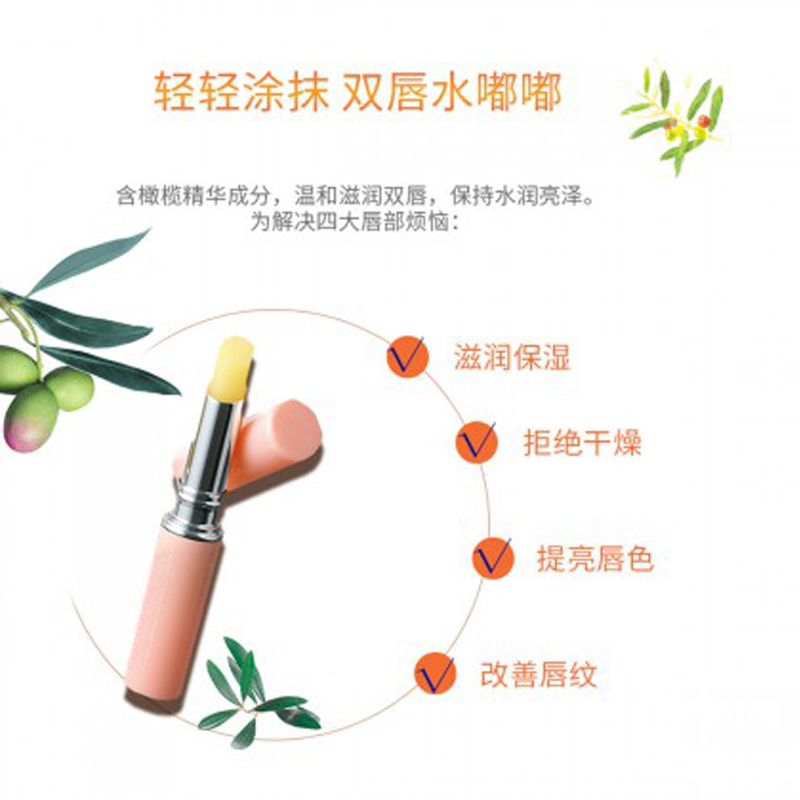 轻轻涂抹 双唇水嘟嘟
含橄榄精华成分，温和滋润双唇，保持水润亮泽。
为解决四大唇部烦恼：
滋润保湿
拒绝干燥
提亮唇色
改善唇纹